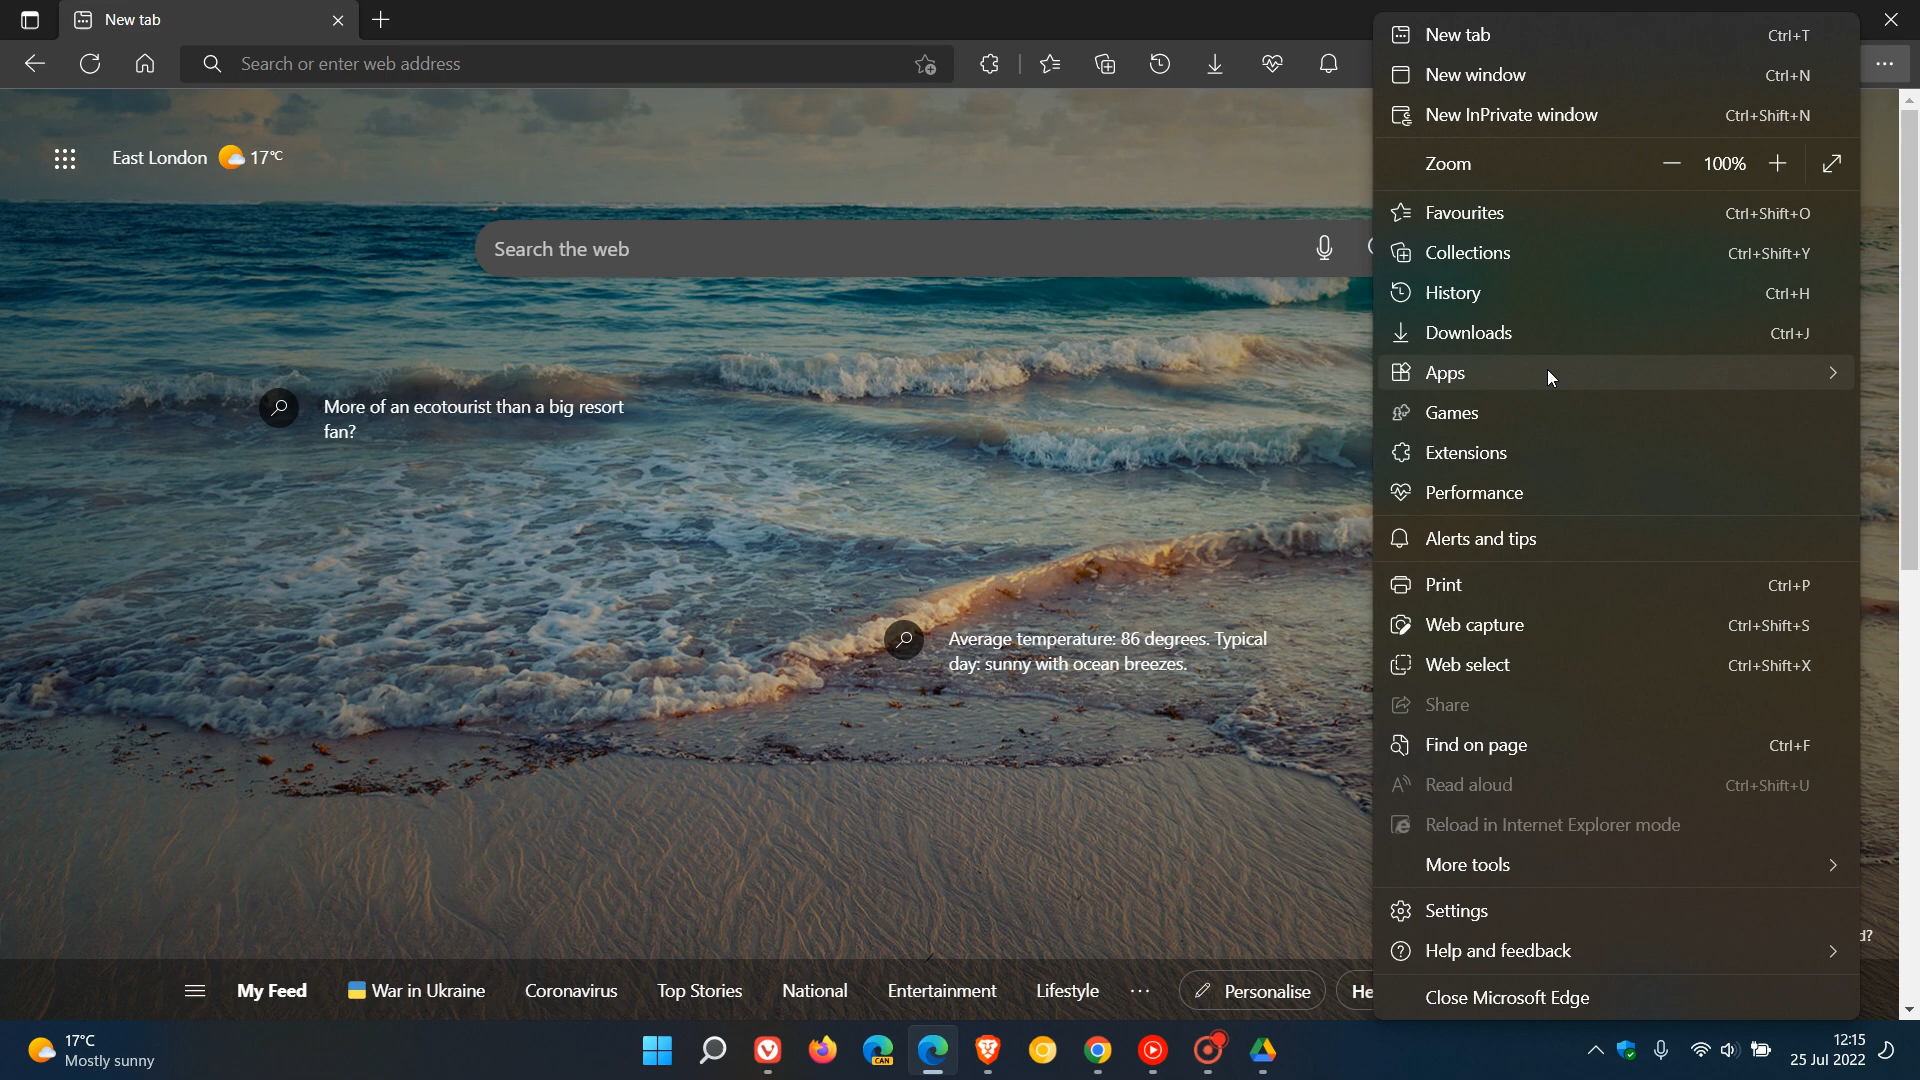 New tab
Search or enter web address
East London 17°C
Search the web
More of an ecotourist than a big resort
fan?
Average temperature: 86 degrees. Typical
day: sunny with ocean breezes.
New tab Ctrl+T
New window Ctrl+N
New InPrivate window Ctrl+Shift+N
Zoom 100%
Favourites Ctrl+Shift+O
Collections Ctrl+Shift+Y
History Ctrl+H
Downloads Ctrl+J
Apps
Games
Extensions
Performance
Alerts and tips
Print Ctrl+P
Web capture Ctrl+Shift+S
Web select Ctrl+Shift+X
Share
Find on page Ctrl+F
Read aloud Ctrl+Shift+U
Reload in Internet Explorer mode
More tools
Settings
Help and feedback
Close Microsoft Edge
d?
My Feed War in Ukraine Coronavirus Top Stories National Entertainment Lifestyle Personalise He
17°C
Mostly sunny
CAN
12:15
25 Jul 2022